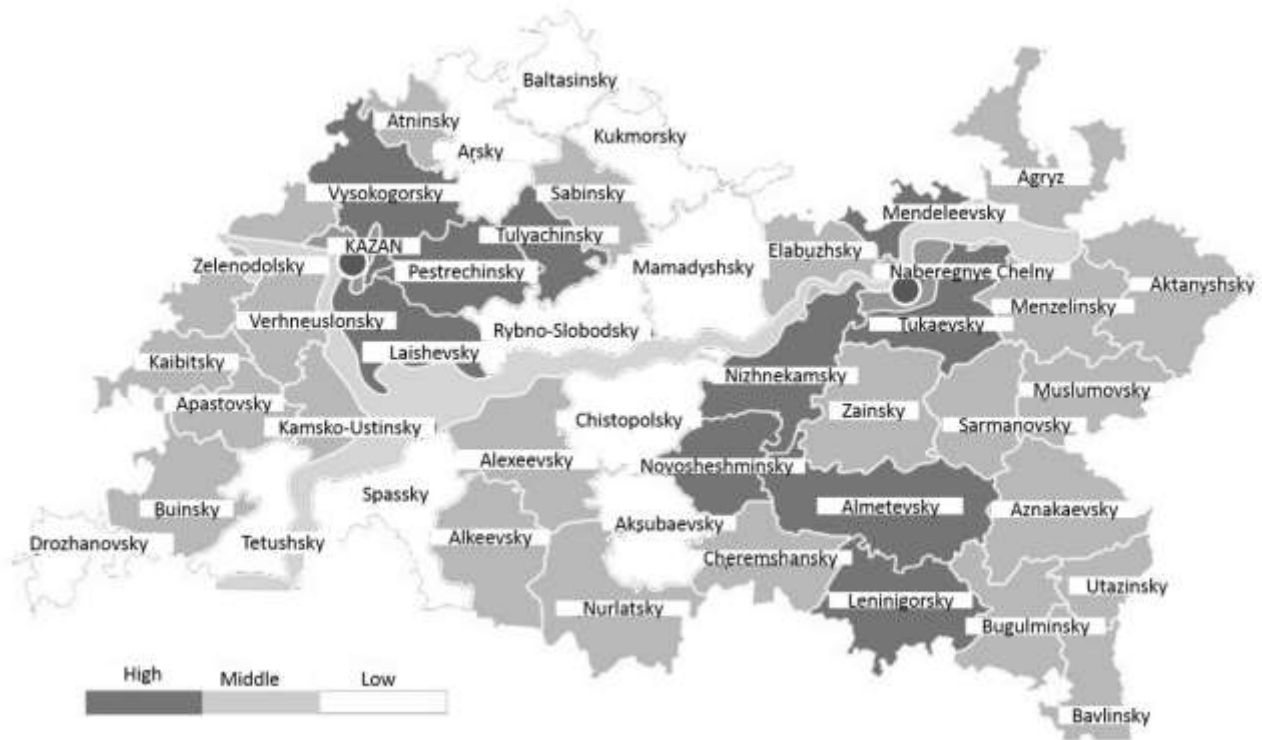 Baltasinsky
Atninsky
Kukmorsky
Arsky
Agryz
Vysokogorsky
Sabinsky
Mendeleevsky
Tulyachinsky
KAZAN
Elabuzhsky
Zelenodolsky
Pestrechinsky
Mamadyshsky
Naberegnye Chelny
Aktanyshsky
Menzelinsky
Verhneuslonsky
Rybno-Slobodsky
Tukaevsky
Laishevsky
Kaibitsky
Nizhnekamsky
Muslumovsky
Apastovsky
Zainsky
Chistopolsky
Kamsko-Ustinsky
Sarmanovsky
Alexeevsky
Novosheshminsky
Spassky
Buinsky
Almetevsky
Aznakaevsky
Aksubaevsky
Drozhanovsky
Tetushsky
Alkeevsky
Cheremshansky
Utazinsky
Leninigorsky
Nurlatsky
Bugulminsky
High
Middle
Low
Bavlinsky